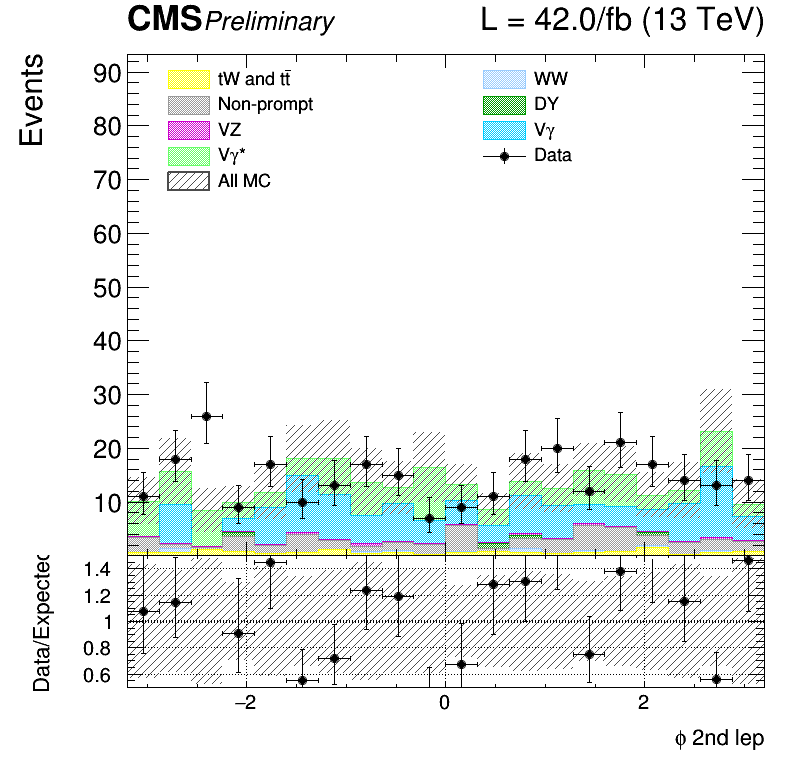 CMS Preliminary L = 42.0/fb (13 TeV)
Events
90
80
70
60
50
40
30
20
10
tW and tt̄
Non-prompt
VZ
Vγ*
All MC
WW
DY
Vγ
Data
Data/Expected
1.4
1.2
1
0.8
0.6
−2 0 2
ϕ 2nd lep